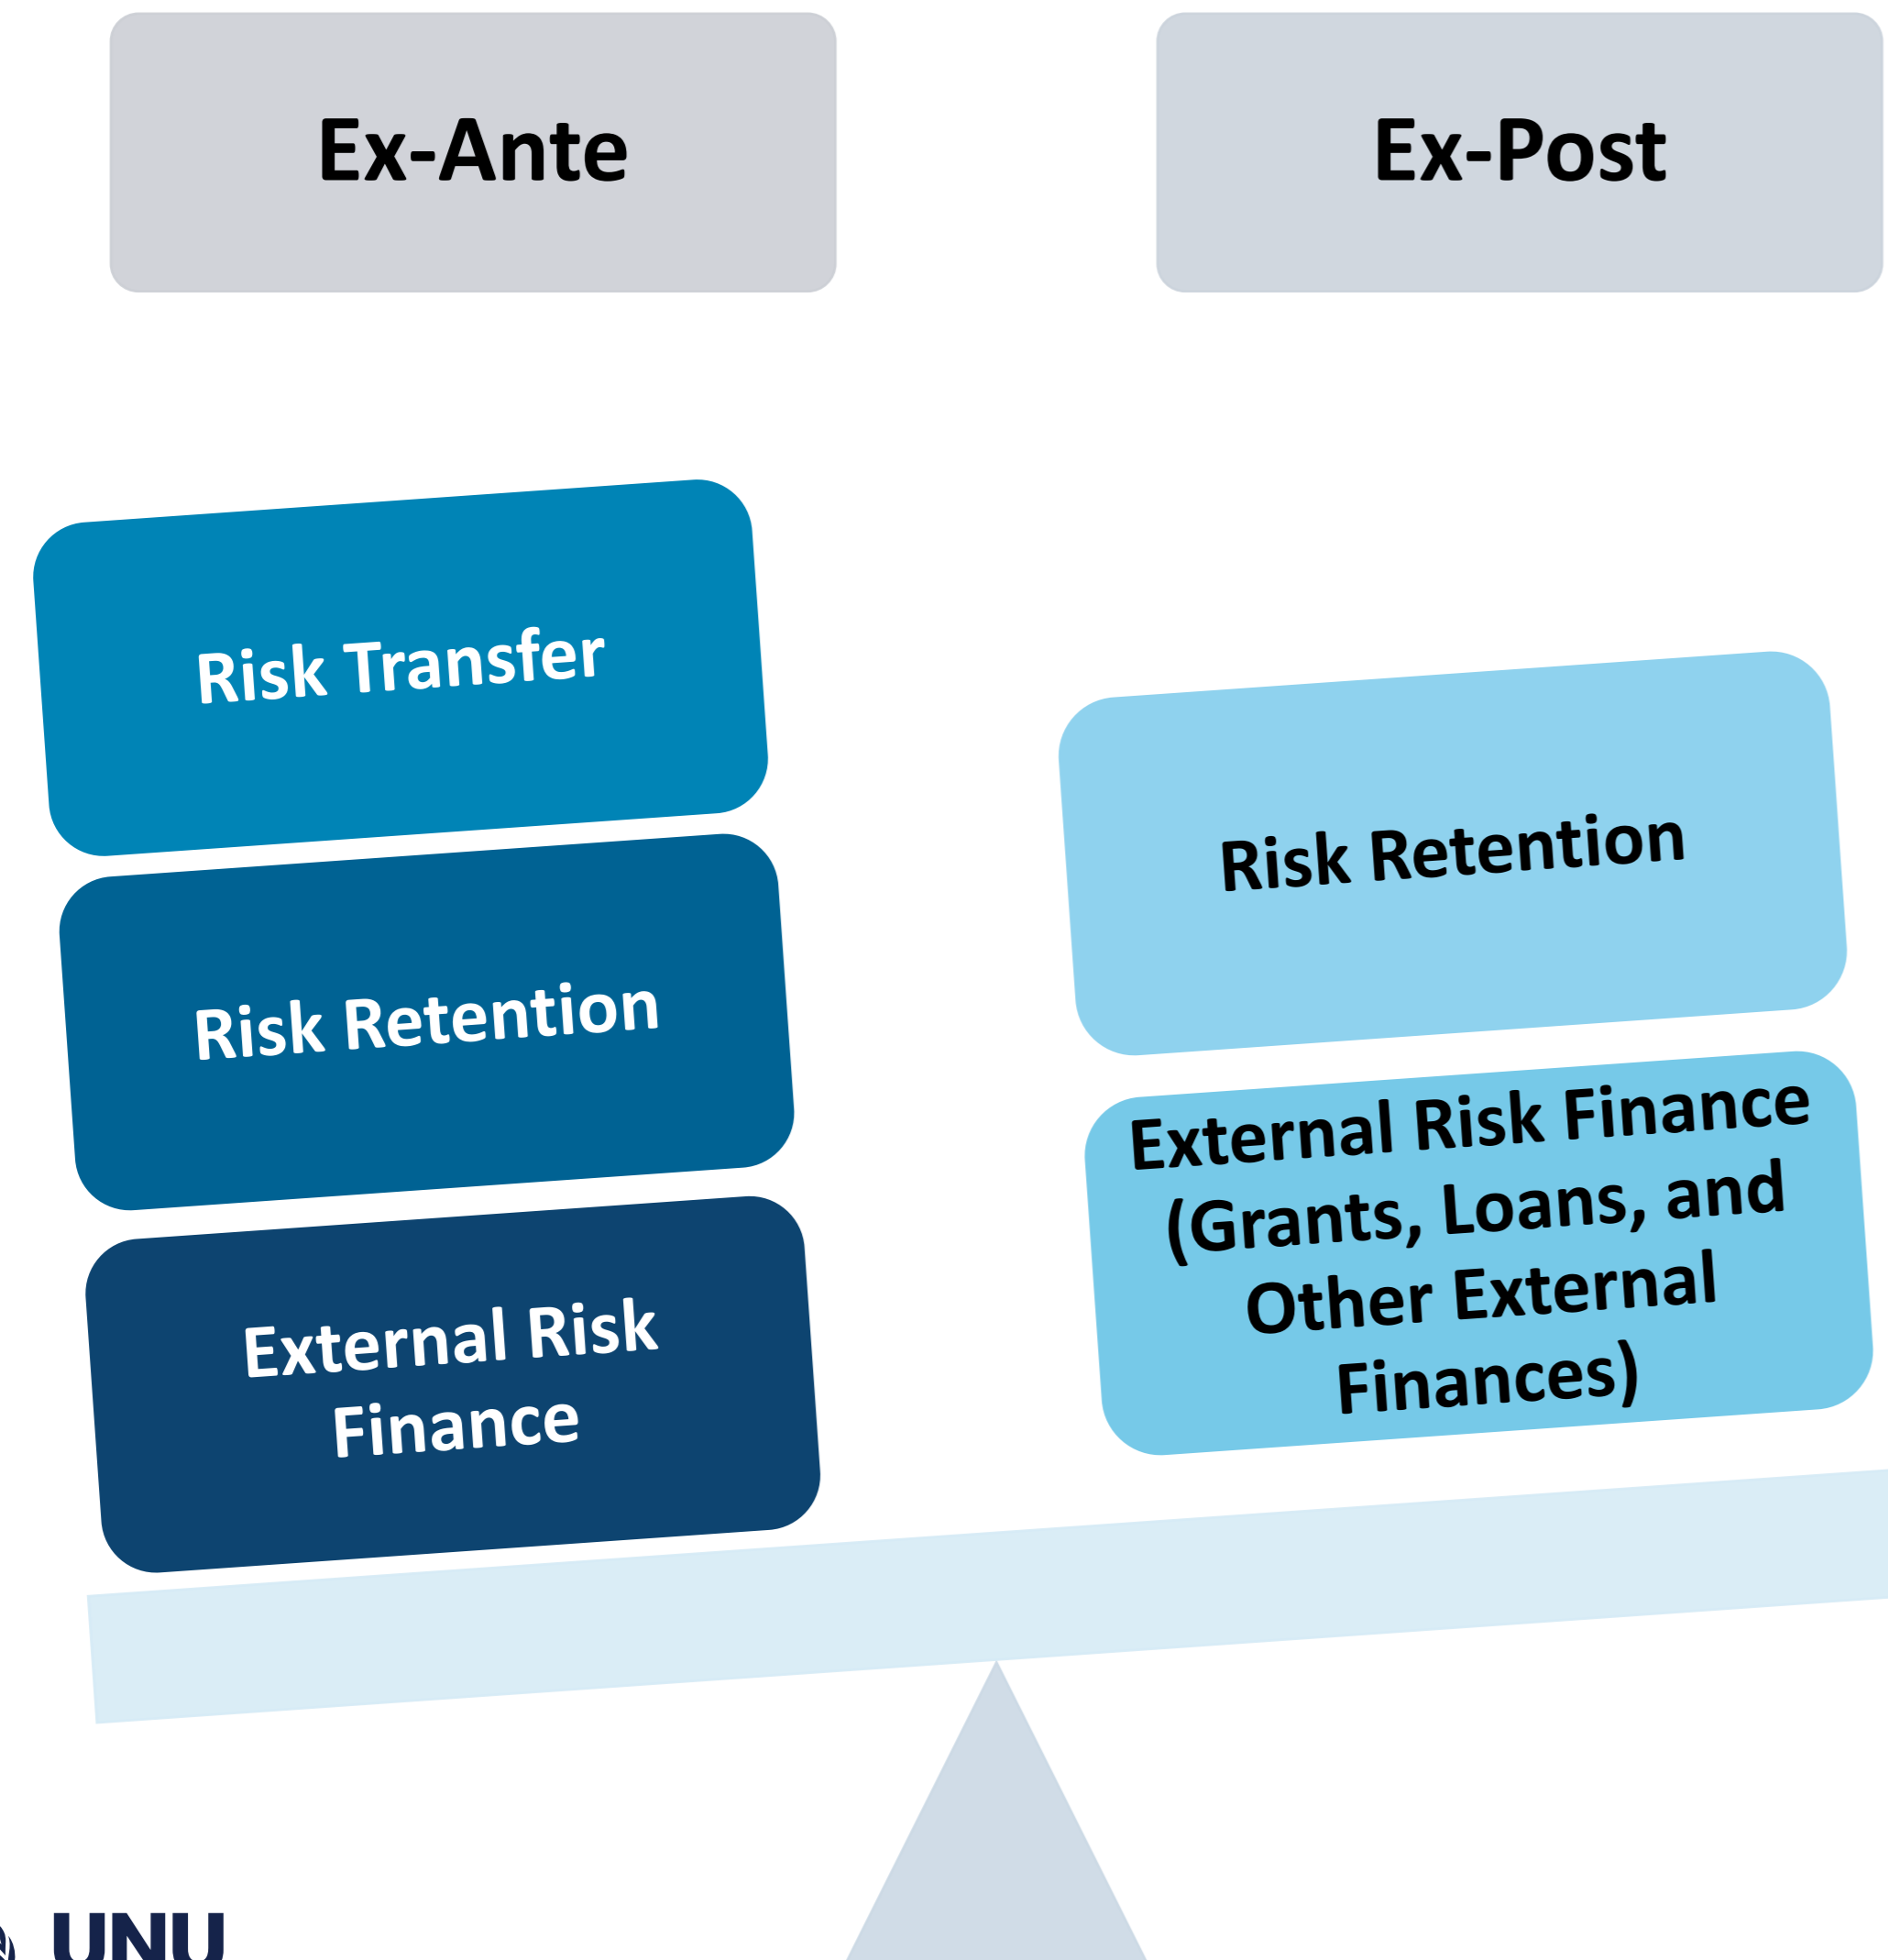 Ex-Ante
Ex-Post
Risk Transfer
Risk Retention
External Risk
Finance
Risk Retention
External Risk Finance
(Grants, Loans, and
Other External
Finances)
UNU